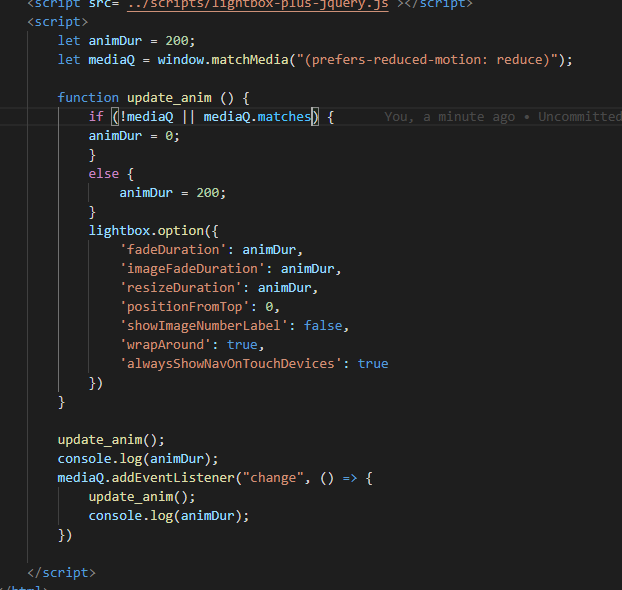 <script src="../scripts/lightbox-plus-jquery.js"></script>
<script>
let animDur = 200;
let mediaQ = window.matchMedia("(prefers-reduced-motion: reduce)");
function update_anim () {
if (!mediaQ || mediaQ.matches) { You, a minute ago • Uncommitted
animDur = 0;
}
else {
animDur = 200;
}
lightbox.option({
'fadeDuration': animDur,
'imageFadeDuration': animDur,
'resizeDuration': animDur,
'positionFromTop': 0,
'showImageNumberLabel': false,
'wrapAround': true,
'alwaysShowNavOnTouchDevices': true
})
}
update_anim();
console.log(animDur);
mediaQ.addEventListener("change", () => {
update_anim();
console.log(animDur);
})
</script>
</html>